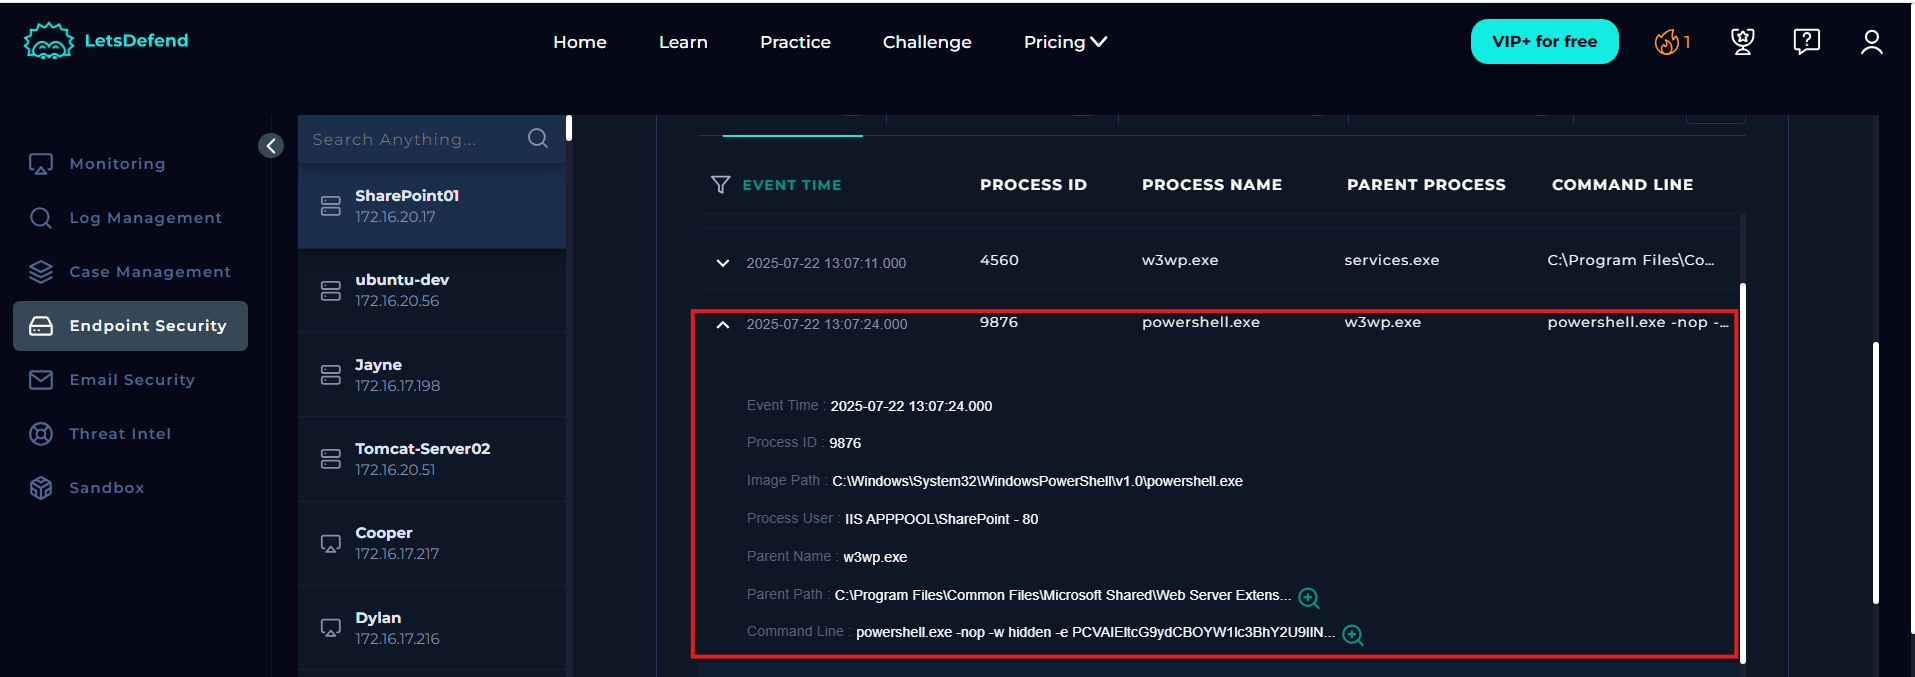 LetsDefend
Home Learn Practice Challenge Pricing
VIP+ for free
1
Monitoring
Log Management
Case Management
Endpoint Security
Email Security
Threat Intel
Sandbox
Search Anything...
SharePoint01
172.16.20.17
ubuntu-dev
172.16.20.56
Jayne
172.16.17.198
Tomcat-Server02
172.16.20.51
Cooper
172.16.17.217
Dylan
172.16.17.216
EVENT TIME PROCESS ID PROCESS NAME PARENT PROCESS COMMAND LINE
2025-07-22 13:07:11.000 4560 w3wp.exe services.exe C:\Program Files\Co...
2025-07-22 13:07:24.000 9876 powershell.exe w3wp.exe powershell.exe -nop -...
Event Time : 2025-07-22 13:07:24.000
Process ID : 9876
Image Path : C:\Windows\System32\WindowsPowerShell\v1.0\powershell.exe
Process User : IIS APPPOOL\SharePoint - 80
Parent Name : w3wp.exe
Parent Path : C:\Program Files\Common Files\Microsoft Shared\Web Server Extens...
Command Line : powershell.exe -nop -w hidden -e PCVAIEltcG9ydCBOYW1lc3BhY2U9IlN...